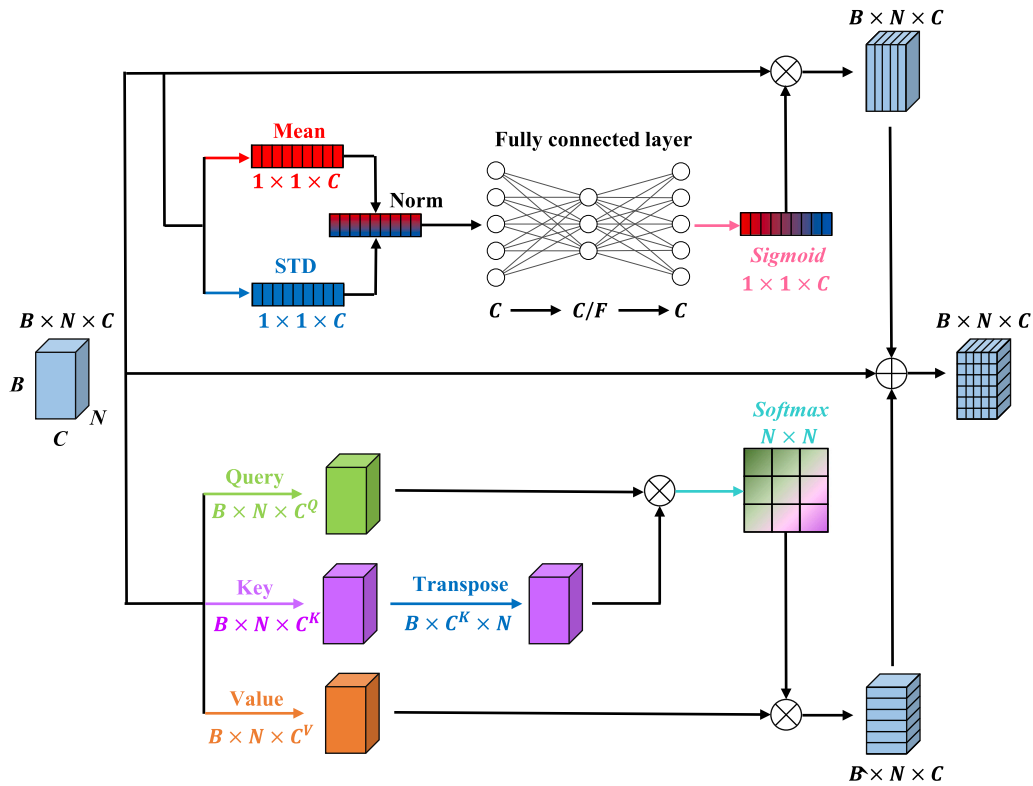 B × N × C
Mean
1 × 1 × C
Norm
Fully connected layer
STD
1 × 1 × C
Sigmoid
1 × 1 × C
C C/F C
B × N × C
B
N
C
B × N × C
Softmax
N × N
Query
B × N × C^Q
Key
B × N × C^K
Transpose
B × C^K × N
Value
B × N × C^V
B × N × C